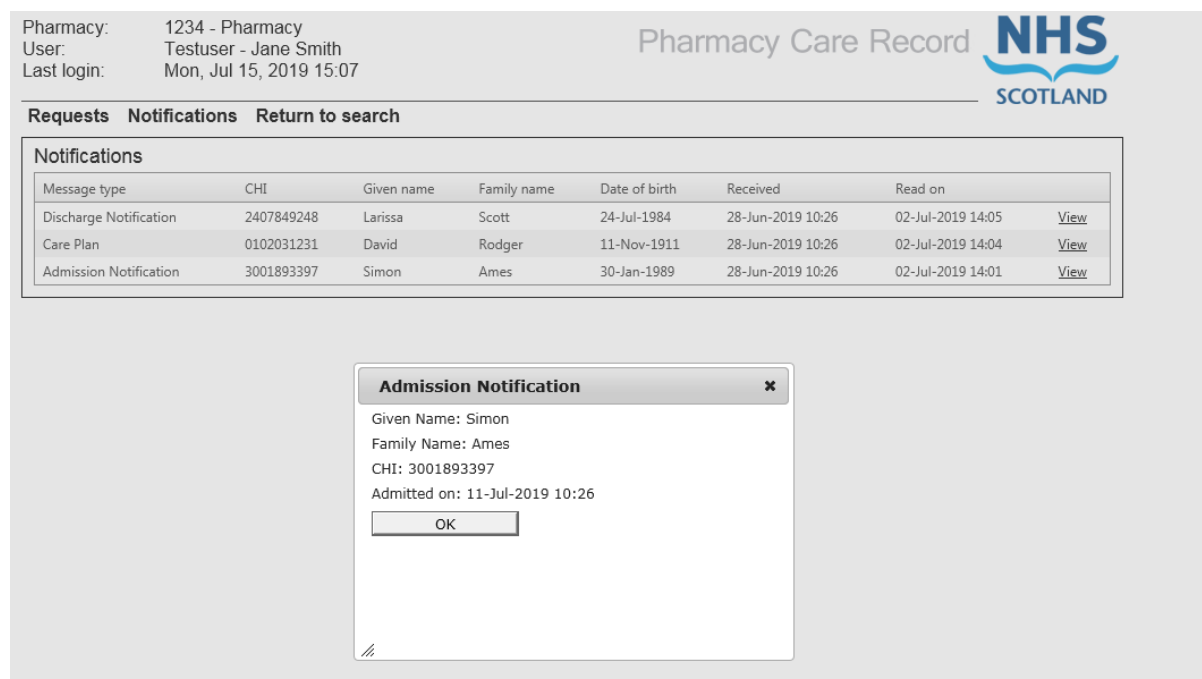 Pharmacy: 1234 - Pharmacy
User: Testuser - Jane Smith
Last login: Mon, Jul 15, 2019 15:07
Pharmacy Care Record
NHS
SCOTLAND
Requests Notifications Return to search
Notifications
Message type CHI Given name Family name Date of birth Received Read on
Discharge Notification 2407849248 Larissa Scott 24-Jul-1984 28-Jun-2019 10:26 02-Jul-2019 14:05 View
Care Plan 0102031231 David Rodger 11-Nov-1911 28-Jun-2019 10:26 02-Jul-2019 14:04 View
Admission Notification 3001893397 Simon Ames 30-Jan-1989 28-Jun-2019 10:26 02-Jul-2019 14:01 View
Admission Notification
Given Name: Simon
Family Name: Ames
CHI: 3001893397
Admitted on: 11-Jul-2019 10:26
OK